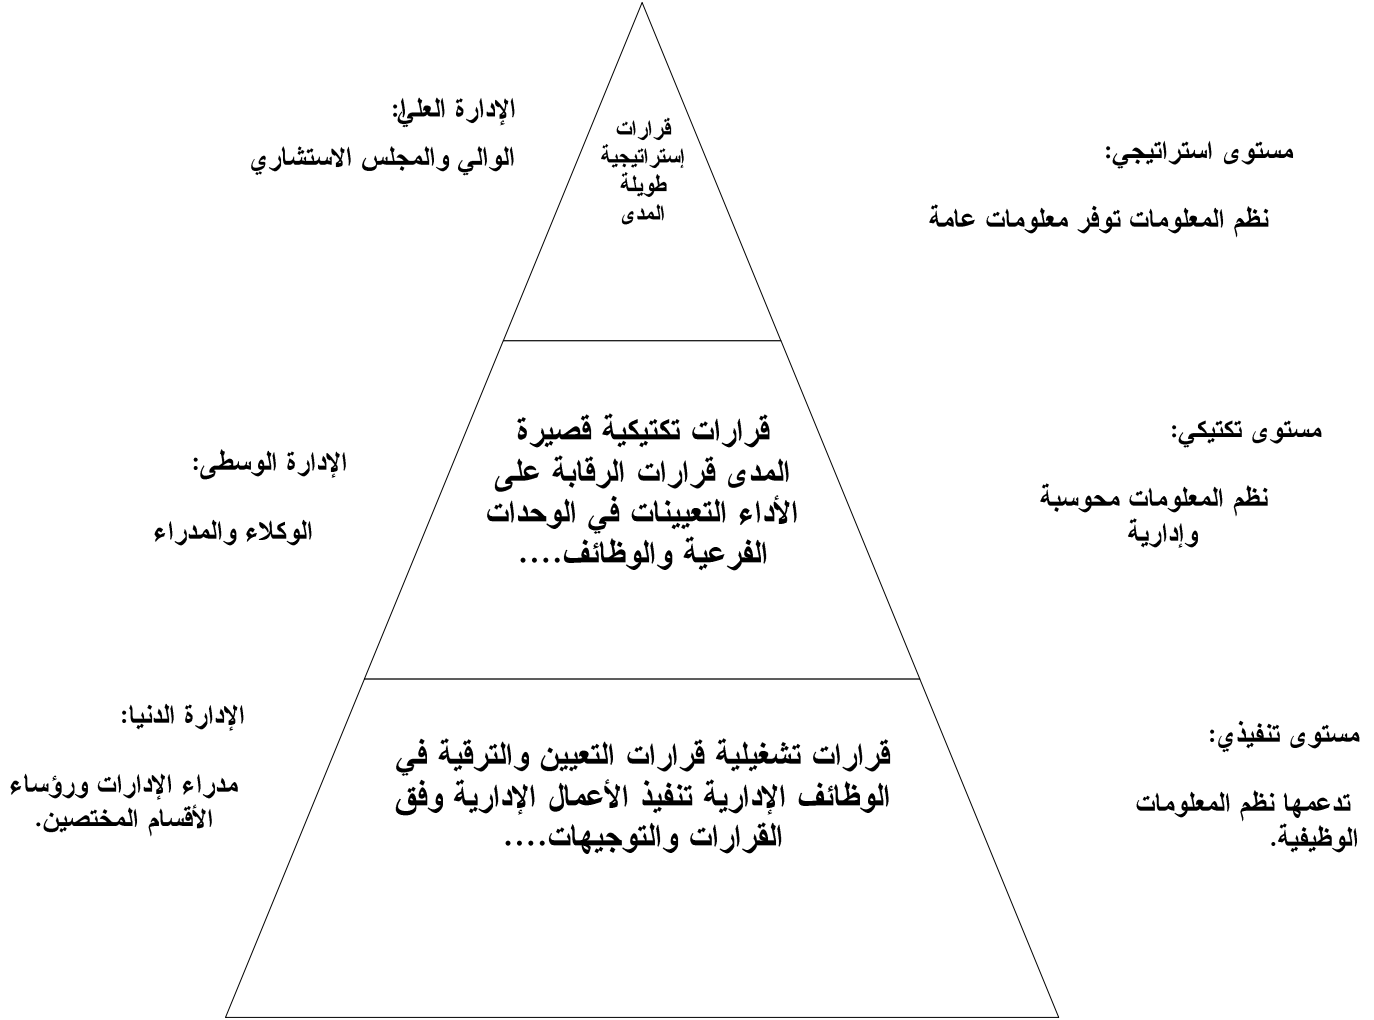 مستوى استراتيجي:
نظم المعلومات توفر معلومات عامة
قرارات
إستراتيجية
طويلة
المدى
الإدارة العليا:
الوالي والمجلس الاستشاري
مستوى تكتيكي:
نظم المعلومات محوسبة
وإدارية
قرارات تكتيكية قصيرة
المدى قرارات الرقابة على
الأداء التعيينات في الوحدات
الفرعية والوظائف....
الإدارة الوسطى:
الوكلاء والمدراء
مستوى تنفيذي:
تدعمها نظم المعلومات
الوظيفية.
قرارات تشغيلية قرارات التعيين والترقية في
الوظائف الإدارية تنفيذ الأعمال الإدارية وفق
القرارات والتوجيهات....
الإدارة الدنيا:
مدراء الإدارات ورؤساء
الأقسام المختصين.